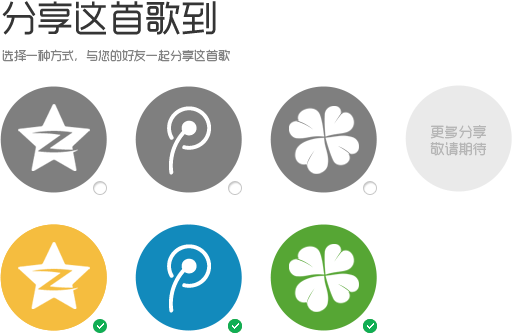 分享这首歌到
选择一种方式，与您的好友一起分享这首歌
更多分享
敬请期待